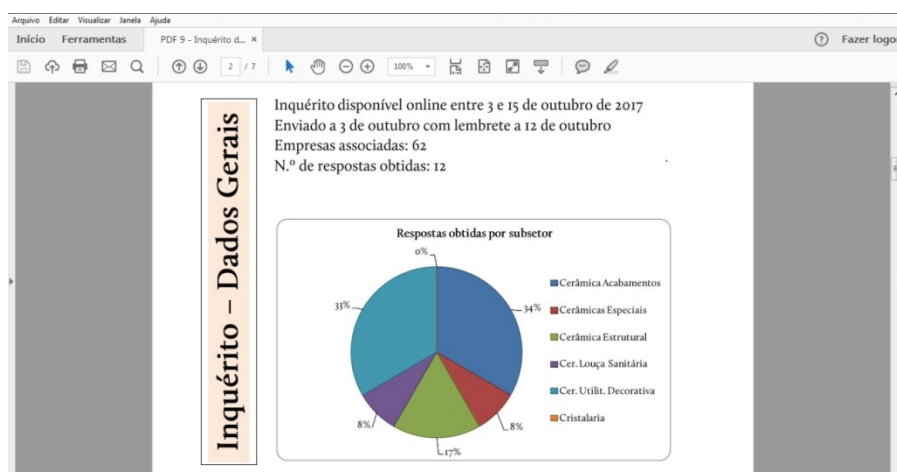 Arquivo Editar Visualizar Janela Ajuda
Início Ferramentas PDF 9 - Inquérito d... × ? Fazer logo
2 / 7 100%
Inquérito – Dados Gerais
Inquérito disponível online entre 3 e 15 de outubro de 2017
Enviado a 3 de outubro com lembrete a 12 de outubro
Empresas associadas: 62
N.º de respostas obtidas: 12
Respostas obtidas por subsetor
0%
33%
34%
8%
8%
17%
Cerâmica Acabamentos
Cerâmicas Especiais
Cerâmica Estrutural
Cer. Louça Sanitária
Cer. Utilit. Decorativa
Cristalaria